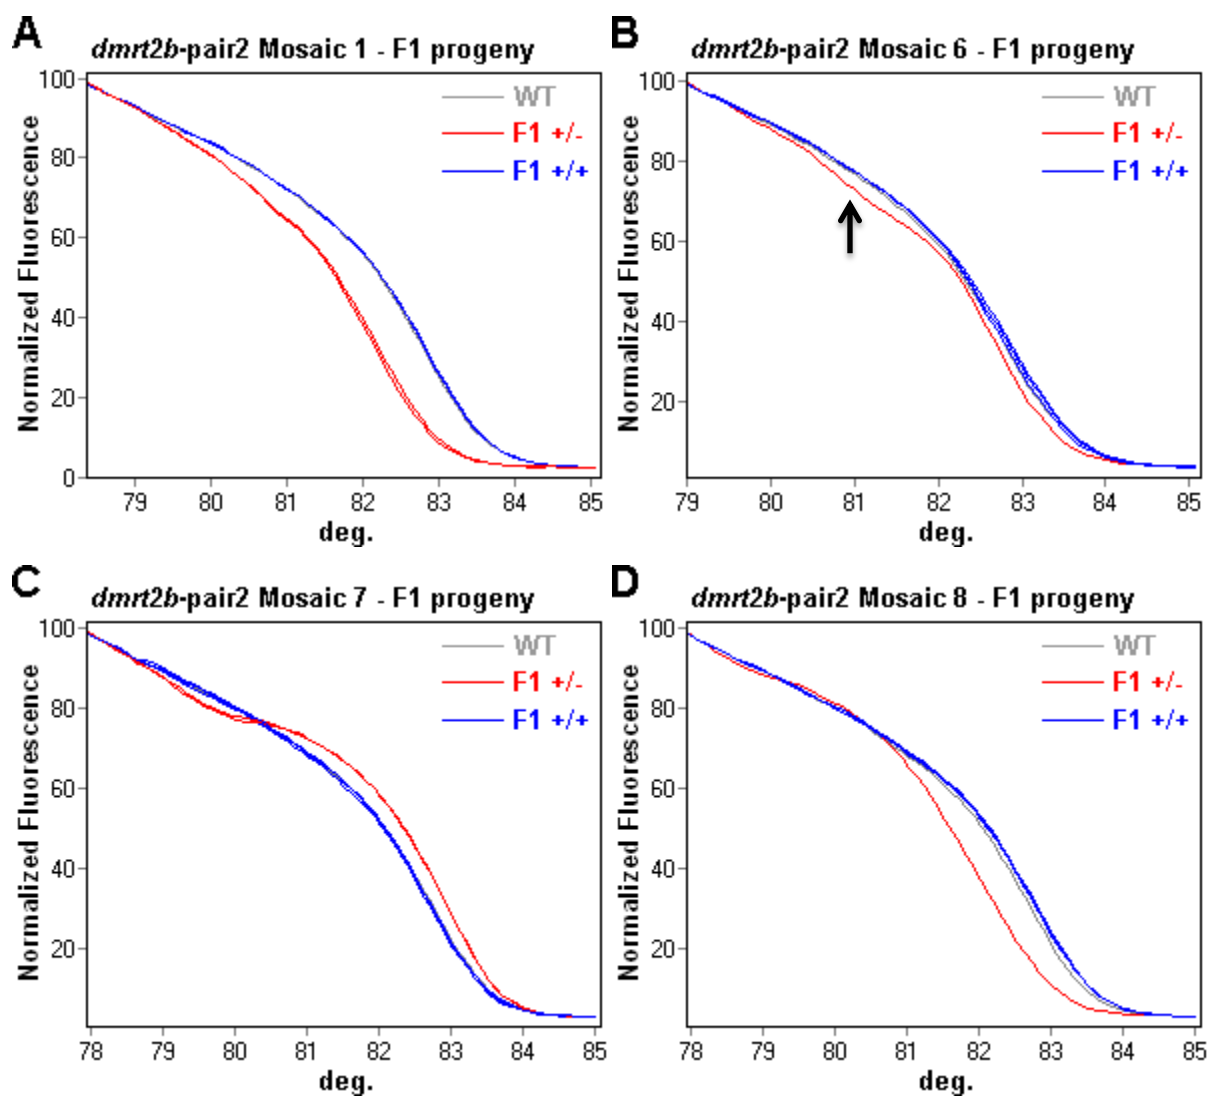 A
dmrt2b-pair2 Mosaic 1 - F1 progeny
Normalized Fluorescence
100
80
60
40
20
0
WT
F1 +/-
F1 +/+
79 80 81 82 83 84 85
deg.
B
dmrt2b-pair2 Mosaic 6 - F1 progeny
Normalized Fluorescence
100
80
60
40
20
WT
F1 +/-
F1 +/+
79 80 81 82 83 84 85
deg.
C
dmrt2b-pair2 Mosaic 7 - F1 progeny
Normalized Fluorescence
100
80
60
40
20
WT
F1 +/-
F1 +/+
78 79 80 81 82 83 84 85
deg.
D
dmrt2b-pair2 Mosaic 8 - F1 progeny
Normalized Fluorescence
100
80
60
40
20
WT
F1 +/-
F1 +/+
78 79 80 81 82 83 84 85
deg.